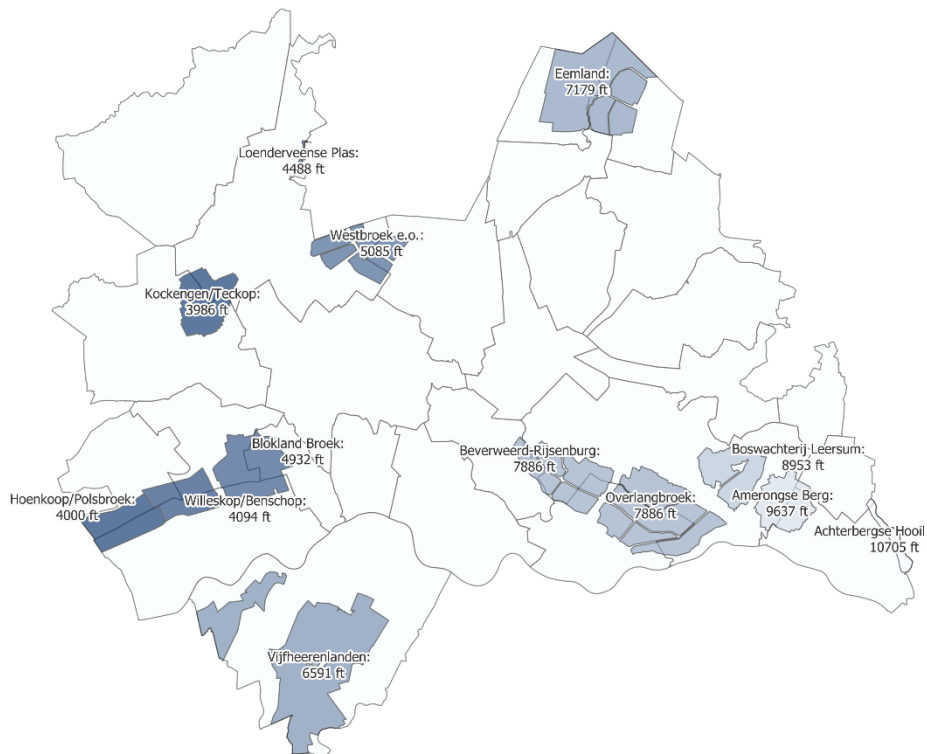 Eemland:
7179 ft
Loenderveense Plas:
4488 ft
Westbroek e.o.:
5085 ft
Kockengen/Teckop:
3986 ft
Blokland Broek:
4932 ft
Beverweerd-Rijsenburg:
7886 ft
Boswachterij Leersum:
8953 ft
Hoenkoop/Polsbroek:
4000 ft
Willeskop/Benschop:
4094 ft
Overlangbroek:
7886 ft
Amerongse Berg:
9637 ft
Achterbergse Hooil
10705 ft
Vijfheerenlanden:
6591 ft